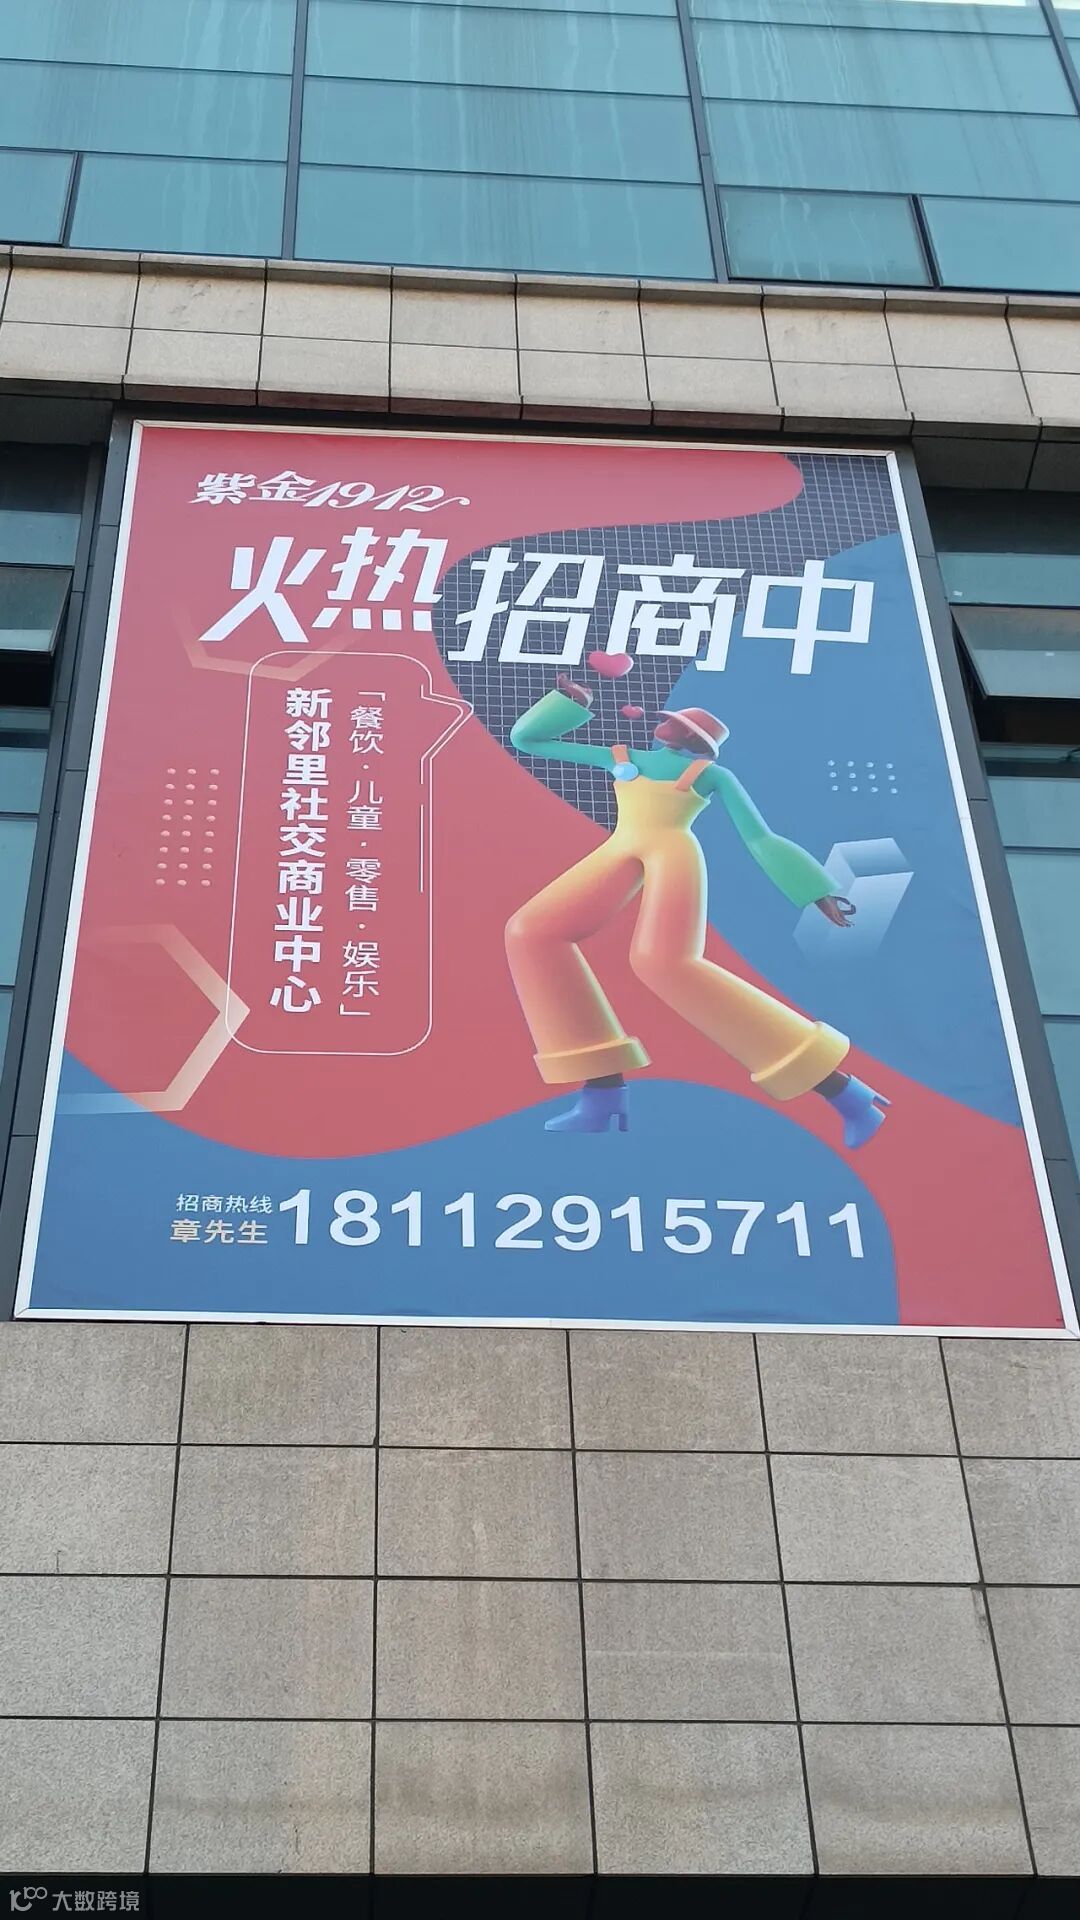 紫金1912
火热招商中
「餐饮·儿童·零售·娱乐」
新邻里社交商业中心
招商热线
章先生
18112915711
大数跨境